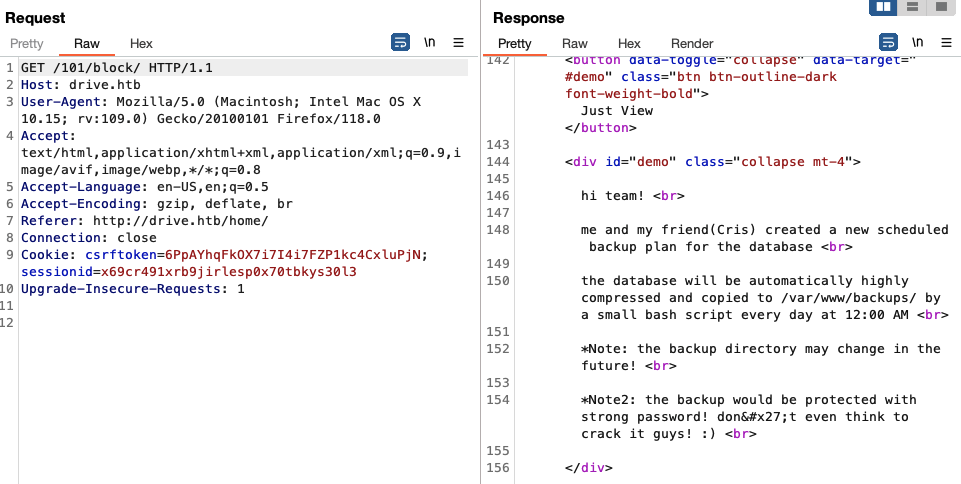 Request
Pretty Raw Hex \n
1 GET /101/block/ HTTP/1.1
2 Host: drive.htb
3 User-Agent: Mozilla/5.0 (Macintosh; Intel Mac OS X
10.15; rv:109.0) Gecko/20100101 Firefox/118.0
4 Accept:
text/html,application/xhtml+xml,application/xml;q=0.9,i
mage/avif,image/webp,*/*;q=0.8
5 Accept-Language: en-US,en;q=0.5
6 Accept-Encoding: gzip, deflate, br
7 Referer: http://drive.htb/home/
8 Connection: close
9 Cookie: csrftoken=6PpAYhqFkOX7i7I4i7FZP1kc4CxluPjN;
sessionid=x69cr491xrb9jirlesp0x70tbkys30l3
10 Upgrade-Insecure-Requests: 1
11
12
Response
Pretty Raw Hex Render \n
142 <button data-toggle="collapse" data-target="
#demo" class="btn btn-outline-dark
font-weight-bold">
Just View
</button>
143
144 <div id="demo" class="collapse mt-4">
145
146 hi team! <br>
147
148 me and my friend(Cris) created a new scheduled
backup plan for the database <br>
149
150 the database will be automatically highly
compressed and copied to /var/www/backups/ by
a small bash script every day at 12:00 AM <br>
151
152 *Note: the backup directory may change in the
future! <br>
153
154 *Note2: the backup would be protected with
strong password! don&#x27;t even think to
crack it guys! :) <br>
155
156 </div>